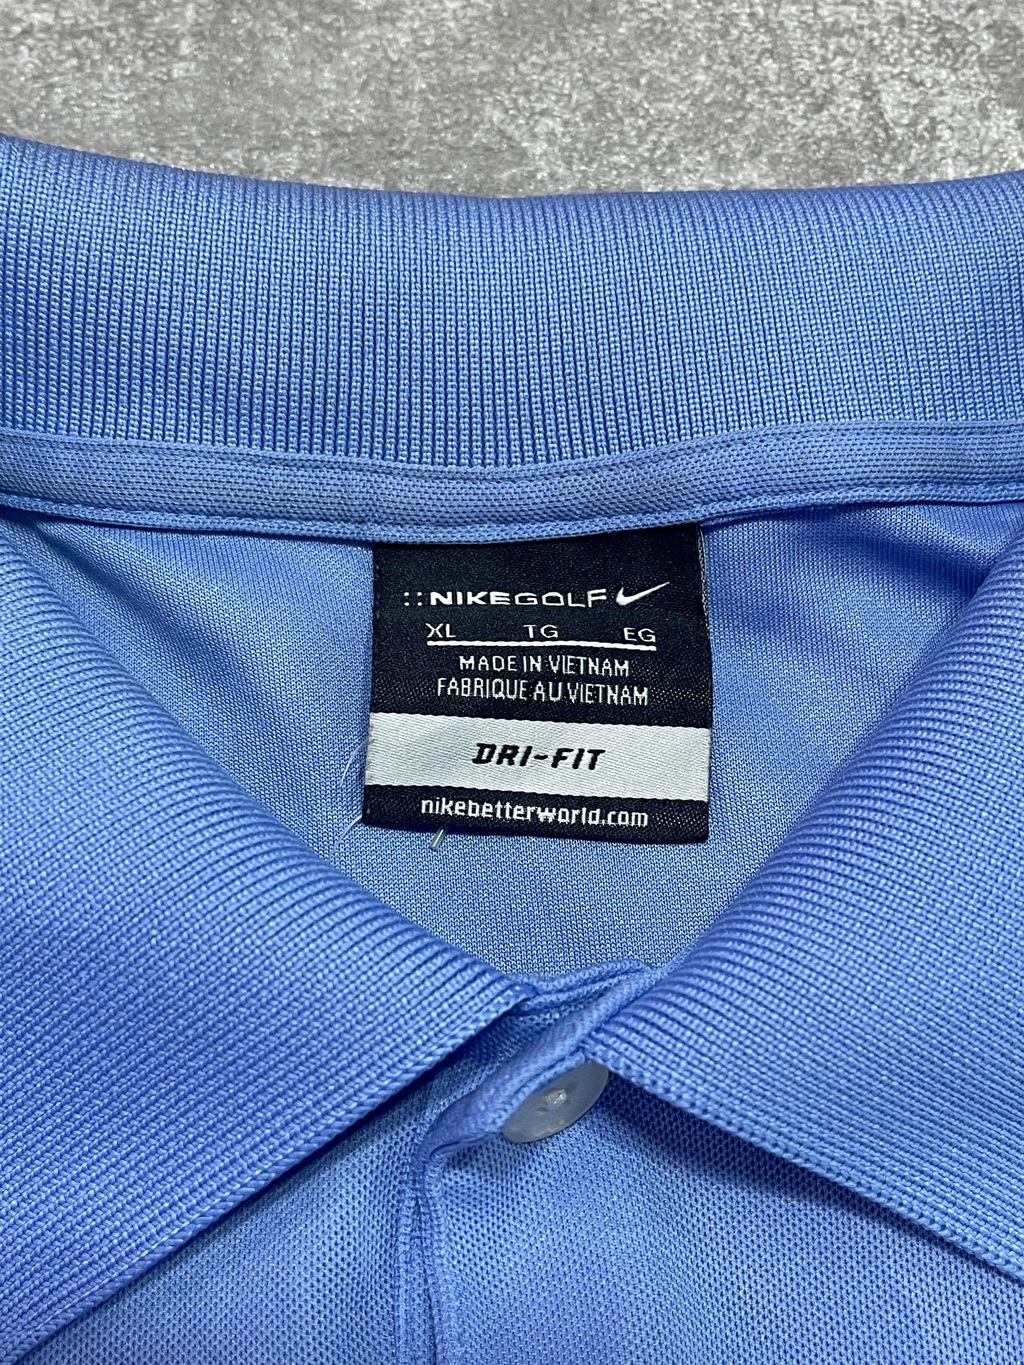 ::NIKEGOLF
XL TG EG
MADE IN VIETNAM
FABRIQUE AU VIETNAM
DRI-FIT
nikebetterworld.com